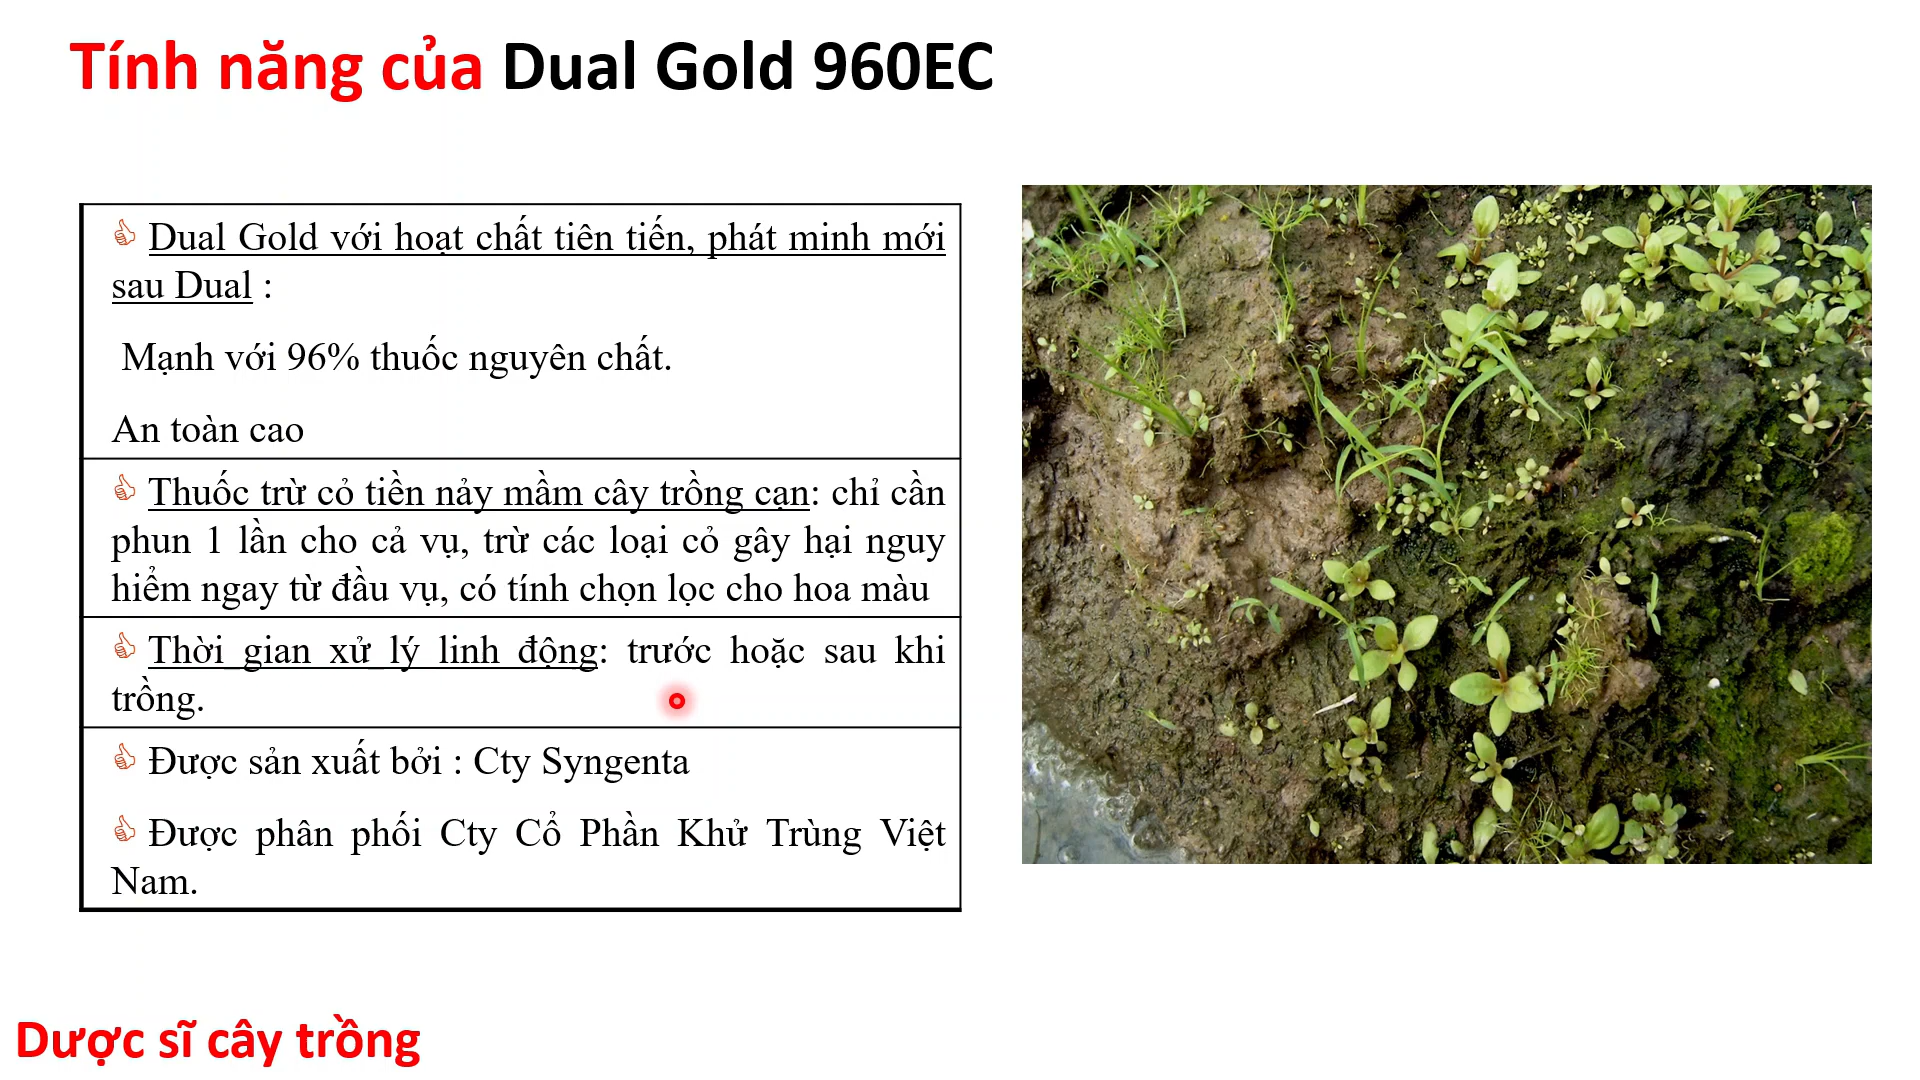 Tính năng của Dual Gold 960EC
Dual Gold với hoạt chất tiên tiến, phát minh mới
sau Dual :
Mạnh với 96% thuốc nguyên chất.
An toàn cao
Thuốc trừ cỏ tiền nảy mầm cây trồng cạn: chỉ cần
phun 1 lần cho cả vụ, trừ các loại cỏ gây hại nguy
hiểm ngay từ đầu vụ, có tính chọn lọc cho hoa màu
Thời gian xử lý linh động: trước hoặc sau khi
trồng.
Được sản xuất bởi : Cty Syngenta
Được phân phối Cty Cổ Phần Khử Trùng Việt
Nam.
Dược sĩ cây trồng